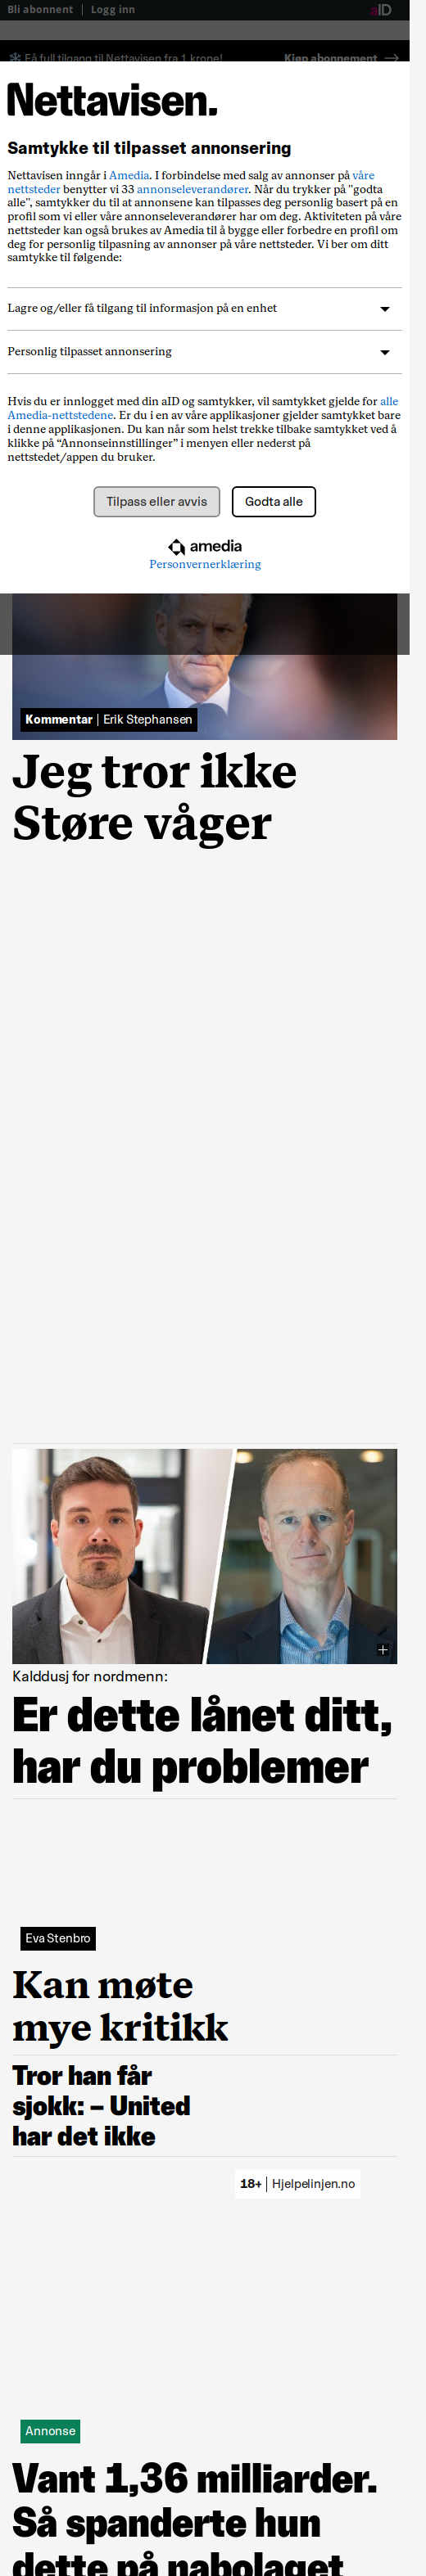 Bli abonnent | Logg inn
aID
Få full tilgang til Nettavisen fra 1 krone!
Kjøp abonnement
Nettavisen.
Samtykke til tilpasset annonsering
Nettavisen inngår i Amedia. I forbindelse med salg av annonser på våre
nettsteder benytter vi 33 annonseleverandører. Når du trykker på "godta
alle", samtykker du til at annonsene kan tilpasses deg personlig basert på en
profil som vi eller våre annonseleverandører har om deg. Aktiviteten på våre
nettsteder kan også brukes av Amedia til å bygge eller forbedre en profil om
deg for personlig tilpasning av annonser på våre nettsteder. Vi ber om ditt
samtykke til følgende:
Lagre og/eller få tilgang til informasjon på en enhet
Personlig tilpasset annonsering
Hvis du er innlogget med din aID og samtykker, vil samtykket gjelde for alle
Amedia-nettstedene. Er du i en av våre applikasjoner gjelder samtykket bare
i denne applikasjonen. Du kan når som helst trekke tilbake samtykket ved å
klikke på “Annonseinnstillinger” i menyen eller nederst på
nettstedet/appen du bruker.
Tilpass eller avvis
Godta alle
amedia
Personvernerklæring
Kommentar | Erik Stephansen
Jeg tror ikke
Støre våger
Kalddusj for nordmenn:
Er dette lånet ditt,
har du problemer
Eva Stenbro
Kan møte
mye kritikk
Tror han får
sjokk: – United
har det ikke
18+ | Hjelpelinjen.no
Annonse
Vant 1,36 milliarder.
Så spanderte hun
dette på nabolaget